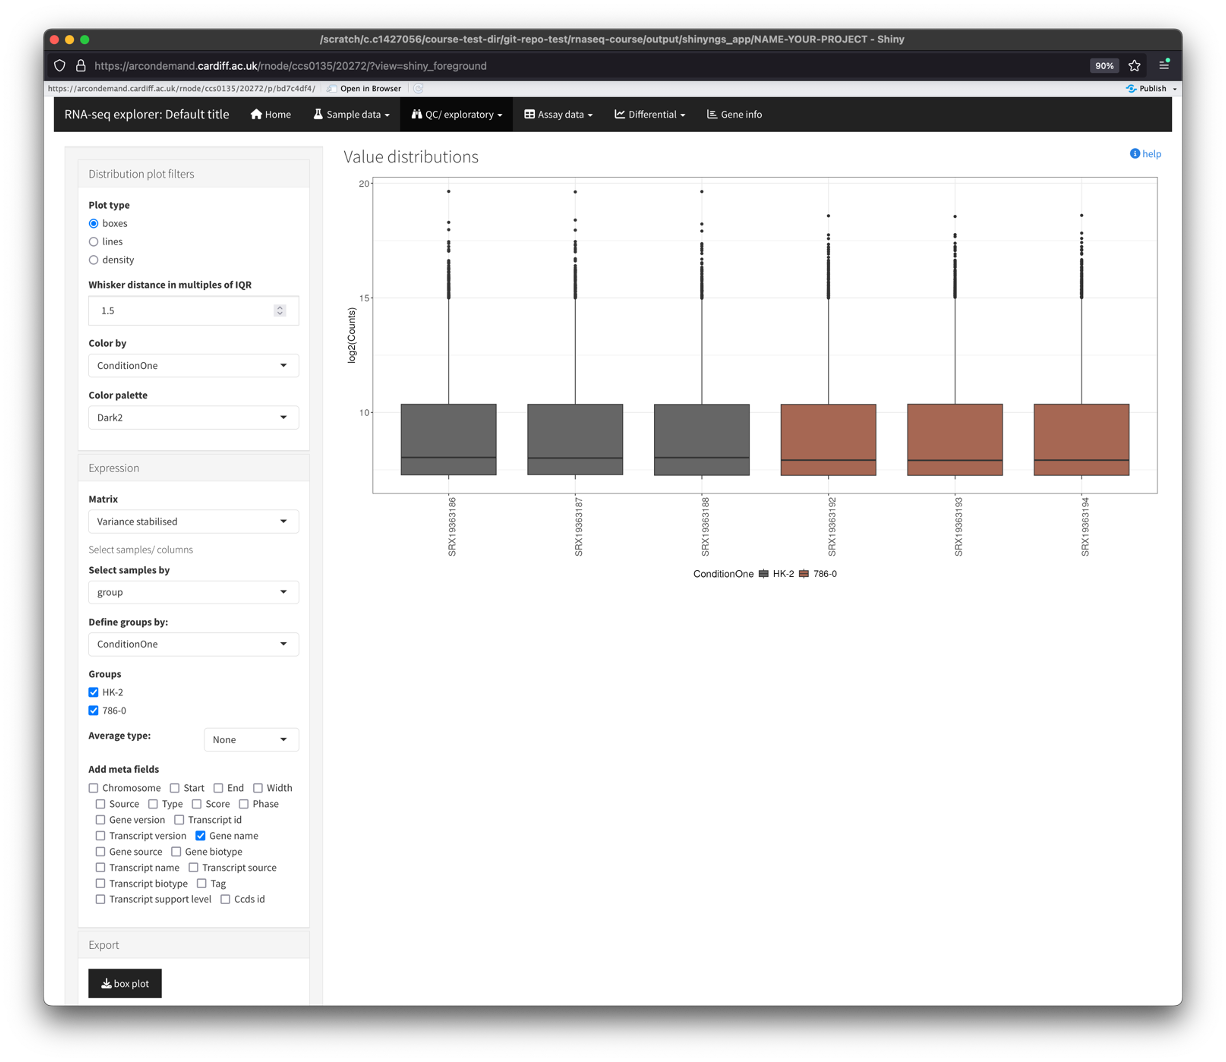 /scratch/c.c1427056/course-test-dir/git-repo-test/rnaseq-course/output/shinyngs_app/NAME-YOUR-PROJECT - Shiny
https://arcondemand.cardiff.ac.uk/rnode/ccs0135/20272/?view=shiny_foreground 90%
https://arcondemand.cardiff.ac.uk/rnode/ccs0135/20272/p/bd7c4df4/ Open in Browser Publish
RNA-seq explorer: Default title Home Sample data QC/ exploratory Assay data Differential Gene info
Distribution plot filters
Plot type
boxes
lines
density
Whisker distance in multiples of IQR
1.5
Color by
ConditionOne
Color palette
Dark2
Expression
Matrix
Variance stabilised
Select samples/ columns
Select samples by
group
Define groups by:
ConditionOne
Groups
HK-2
786-0
Average type: None
Add meta fields
Chromosome Start End Width
Source Type Score Phase
Gene version Transcript id
Transcript version Gene name
Gene source Gene biotype
Transcript name Transcript source
Transcript biotype Tag
Transcript support level Ccds id
Export
box plot
Value distributions help
20
15
10
log2(Counts)
SRX19363186
SRX19363187
SRX19363188
SRX19363192
SRX19363193
SRX19363194
ConditionOne HK-2 786-0